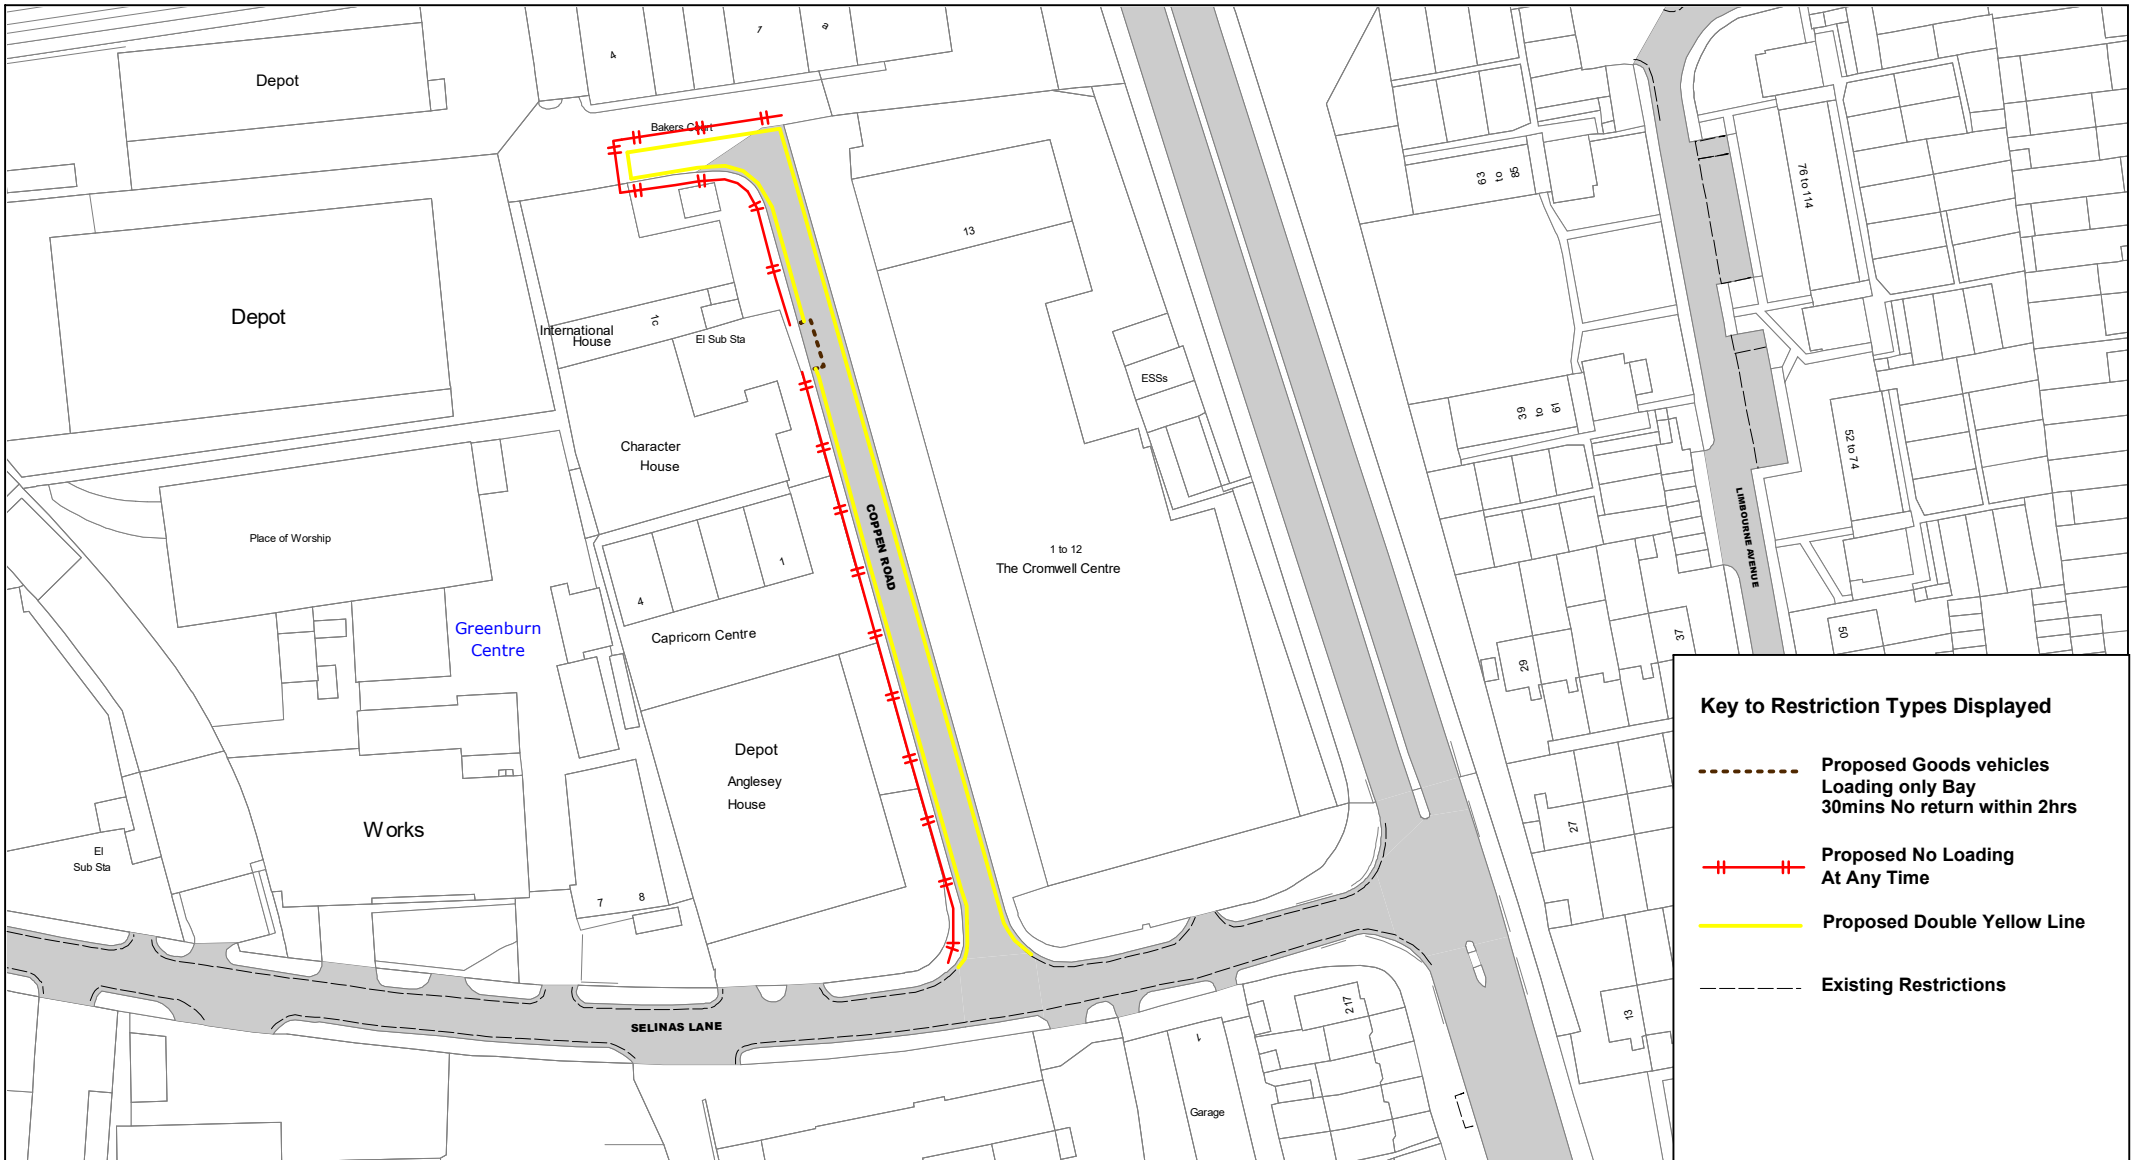 Depot
4
7
a
Bakers Court
Depot
13
International
House
1c
El Sub Sta
ESSs
Character
House
Place of Worship
COPPEN ROAD
1 to 12
The Cromwell Centre
4
1
Capricorn Centre
Greenburn
Centre
Depot
Anglesey
House
Works
El
Sub Sta
7
8
SELINAS LANE
85
to
63
76 to 114
61
to
39
52 to 74
LIMBOURNE AVENUE
50
37
29
27
13
217
1
Garage
Key to Restriction Types Displayed
Proposed Goods vehicles
Loading only Bay
30mins No return within 2hrs
Proposed No Loading
At Any Time
Proposed Double Yellow Line
Existing Restrictions